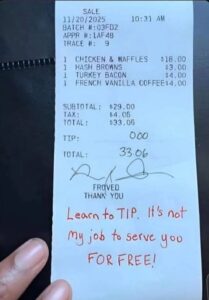 SALE
11/20/2025 10:31 AM
BATCH #:03FD2
APPR #:1AF4B
TRACE #: 9
1 CHICKEN & WAFFLES $18.00
1 HASH BROWNS $3.00
1 TURKEY BACON $4.00
1 FRENCH VANILLA COFFEE $4.00
SUBTOTAL: $29.00
TAX: $4.06
TOTAL: $33.06
TIP: 000
TOTAL: 33.06
FROVED
THANK YOU
Learn to TIP. It's not
my job to serve you
FOR FREE!